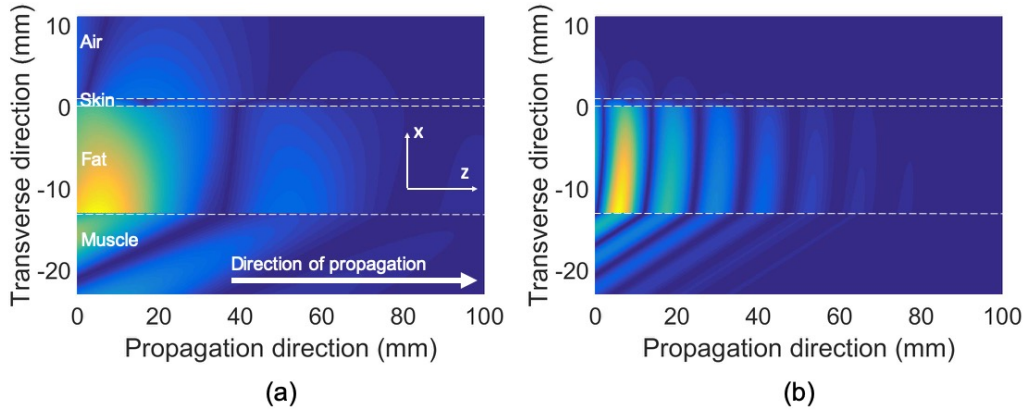 Transverse direction (mm)
10
0
-10
-20
Air
Skin
Fat
Muscle
x
z
Direction of propagation
0 20 40 60 80 100
Propagation direction (mm)
(a)
Transverse direction (mm)
10
0
-10
-20
0 20 40 60 80 100
Propagation direction (mm)
(b)